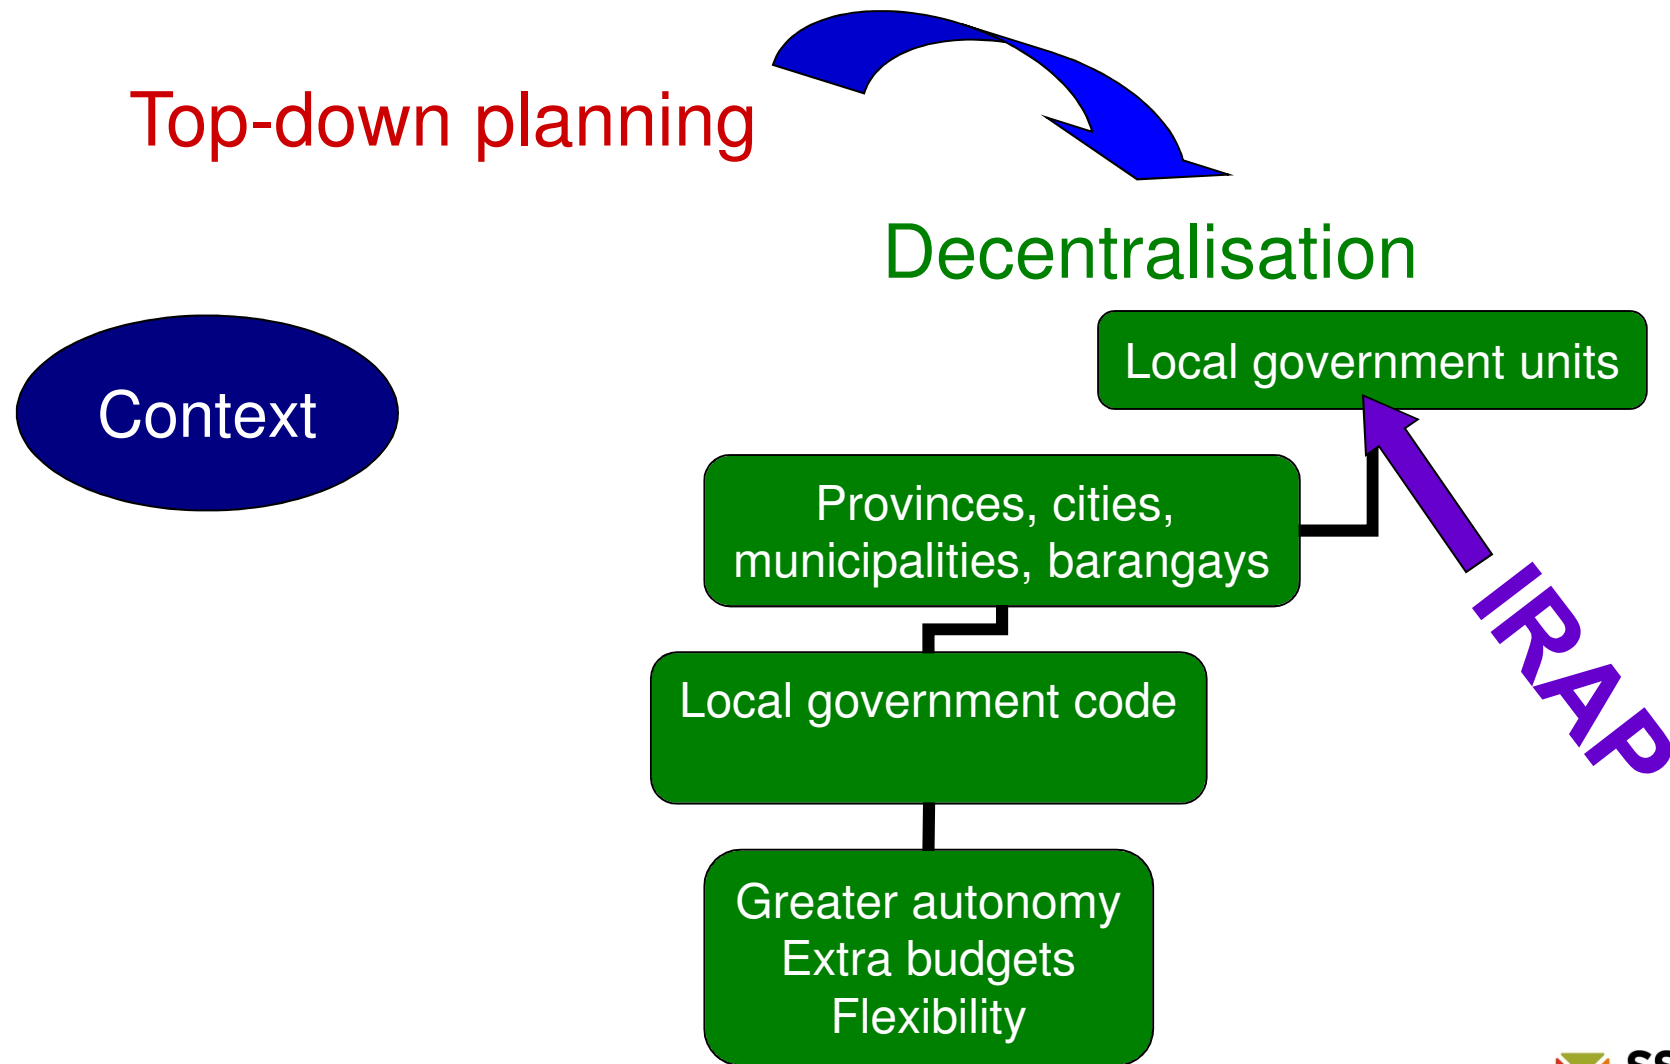 Top-down planning
Decentralisation
Local government units
Context
Provinces, cities,
municipalities, barangays
IRAP
Local government code
Greater autonomy
Extra budgets
Flexibility